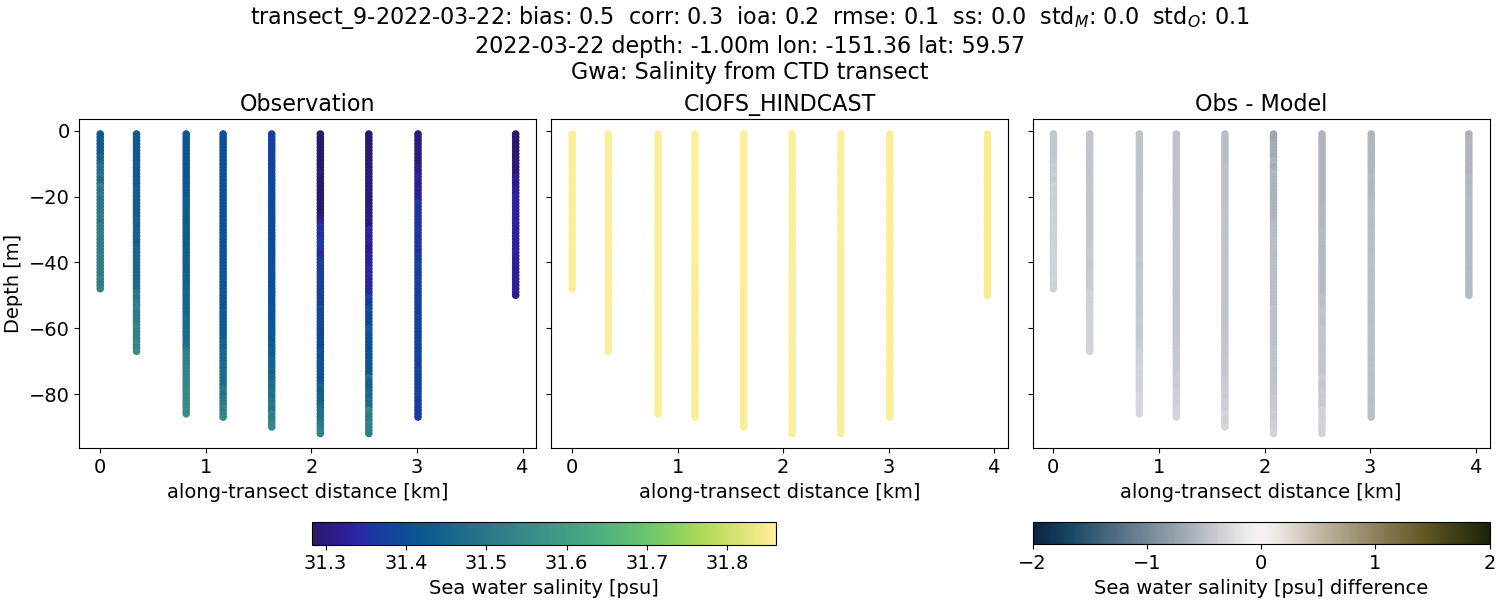 transect_9-2022-03-22: bias: 0.5  corr: 0.3  ioa: 0.2  rmse: 0.1  ss: 0.0  std_M: 0.0  std_O: 0.1
2022-03-22 depth: -1.00m lon: -151.36 lat: 59.57
Gwa: Salinity from CTD transect
Observation
CIOFS_HINDCAST
Obs - Model
Depth [m]
0
−20
−40
−60
−80
0 1 2 3 4
0 1 2 3 4
0 1 2 3 4
along-transect distance [km]
along-transect distance [km]
along-transect distance [km]
31.3 31.4 31.5 31.6 31.7 31.8
Sea water salinity [psu]
−2 −1 0 1 2
Sea water salinity [psu] difference